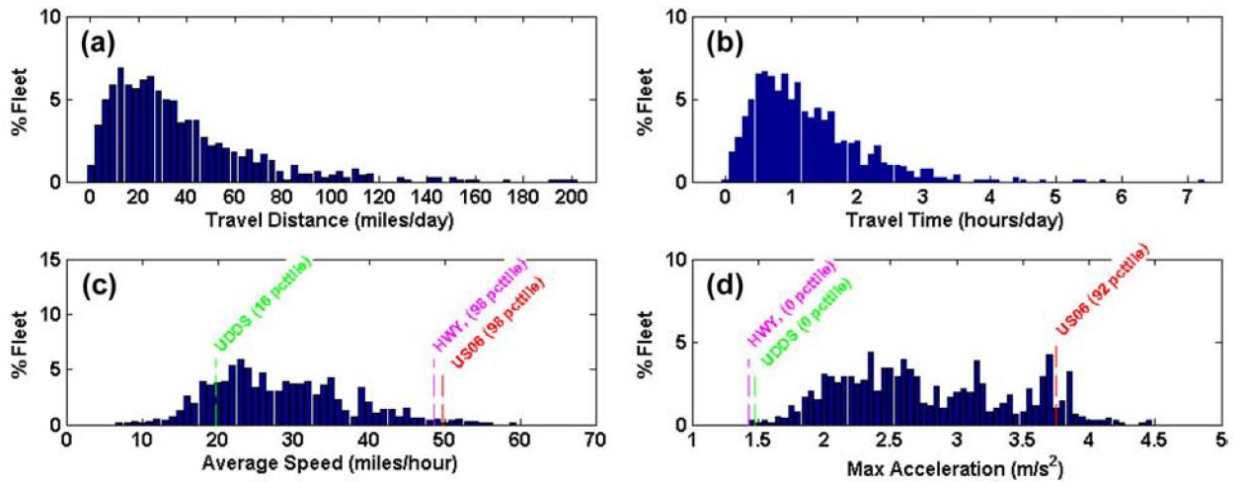 (a)
10
5
0
% Fleet
0 20 40 60 80 100 120 140 160 180 200
Travel Distance (miles/day)
(b)
10
5
0
% Fleet
0 1 2 3 4 5 6 7
Travel Time (hours/day)
(c)
15
10
5
0
% Fleet
UDDS (16 pcttile)
HWY, (98 pcttile)
US06 (98 pcttile)
0 10 20 30 40 50 60 70
Average Speed (miles/hour)
(d)
10
5
0
% Fleet
HWY, (0 pcttile)
UDDS (0 pcttile)
US06 (92 pcttile)
1 1.5 2 2.5 3 3.5 4 4.5 5
Max Acceleration (m/s²)